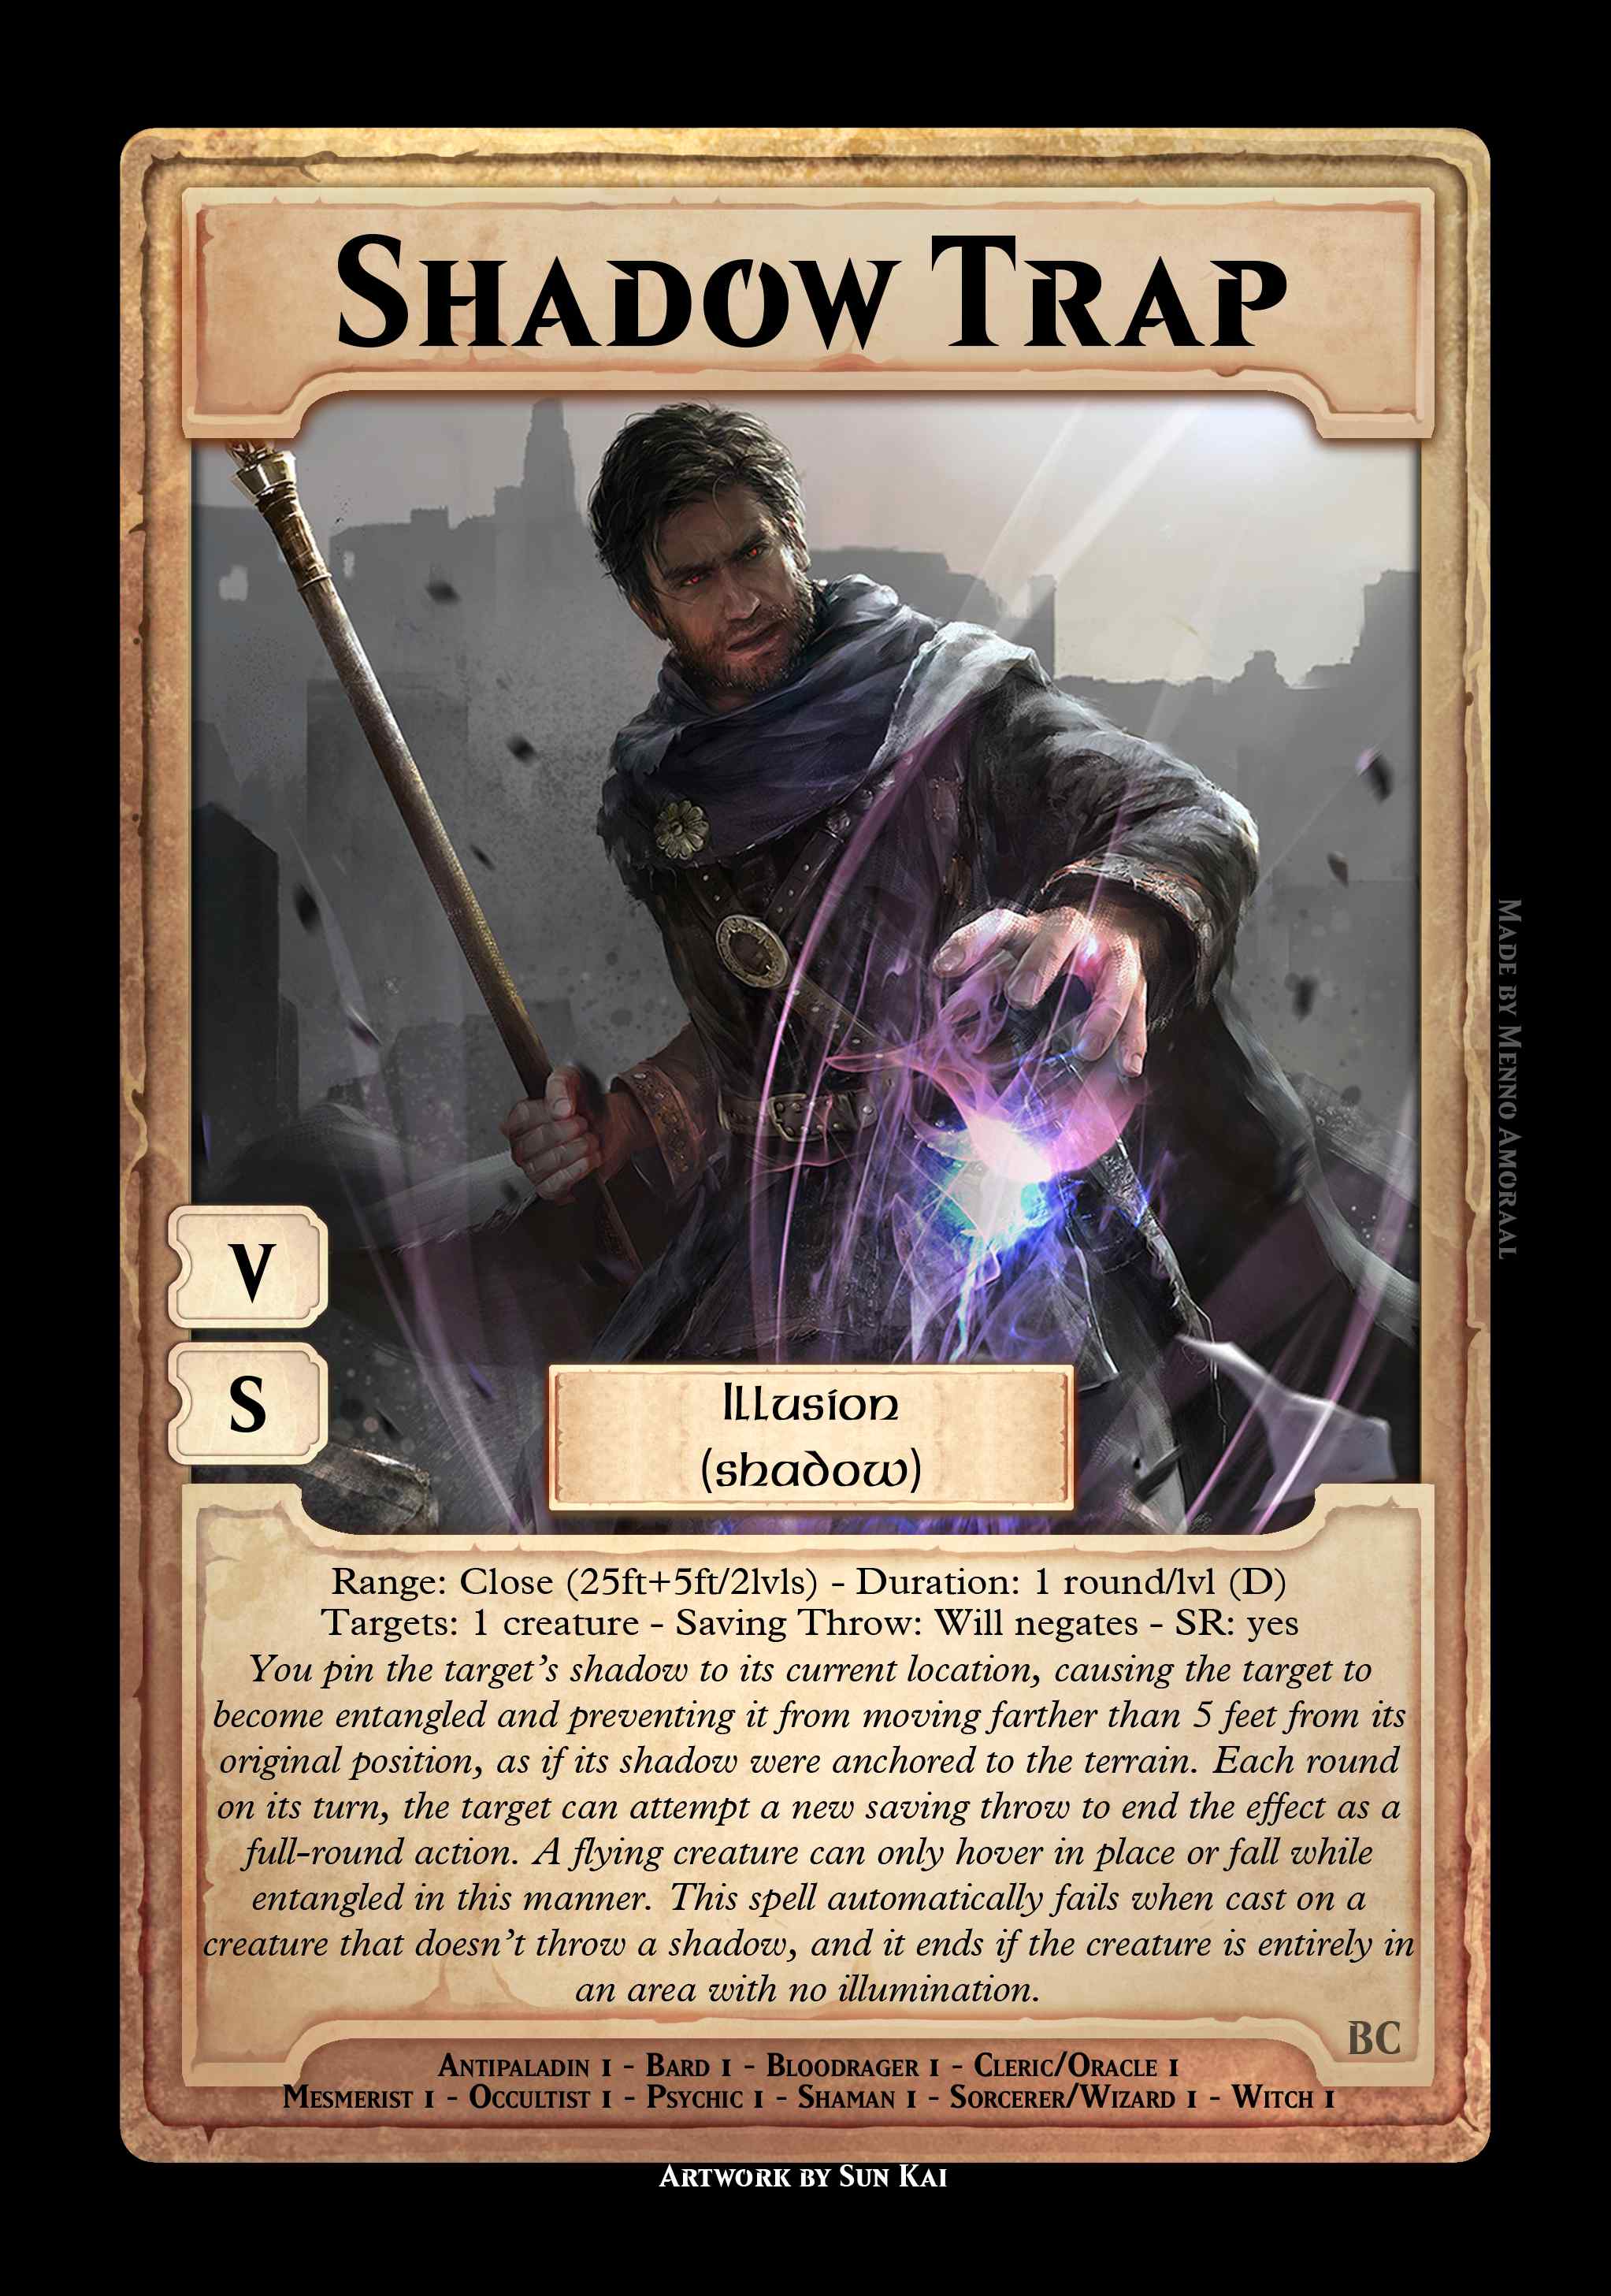 Shadow Trap
V
S
Illusion
(shadow)
Range: Close (25ft+5ft/2lvls) - Duration: 1 round/lvl (D)
Targets: 1 creature - Saving Throw: Will negates - SR: yes
You pin the target's shadow to its current location, causing the target to
become entangled and preventing it from moving farther than 5 feet from its
original position, as if its shadow were anchored to the terrain. Each round
on its turn, the target can attempt a new saving throw to end the effect as a
full-round action. A flying creature can only hover in place or fall while
entangled in this manner. This spell automatically fails when cast on a
creature that doesn't throw a shadow, and it ends if the creature is entirely in
an area with no illumination.
BC
Antipaladin 1 - Bard 1 - Bloodrager 1 - Cleric/Oracle 1
Mesmerist 1 - Occultist 1 - Psychic 1 - Shaman 1 - Sorcerer/Wizard 1 - Witch 1
Artwork by Sun Kai
Made by Menno Amoraal